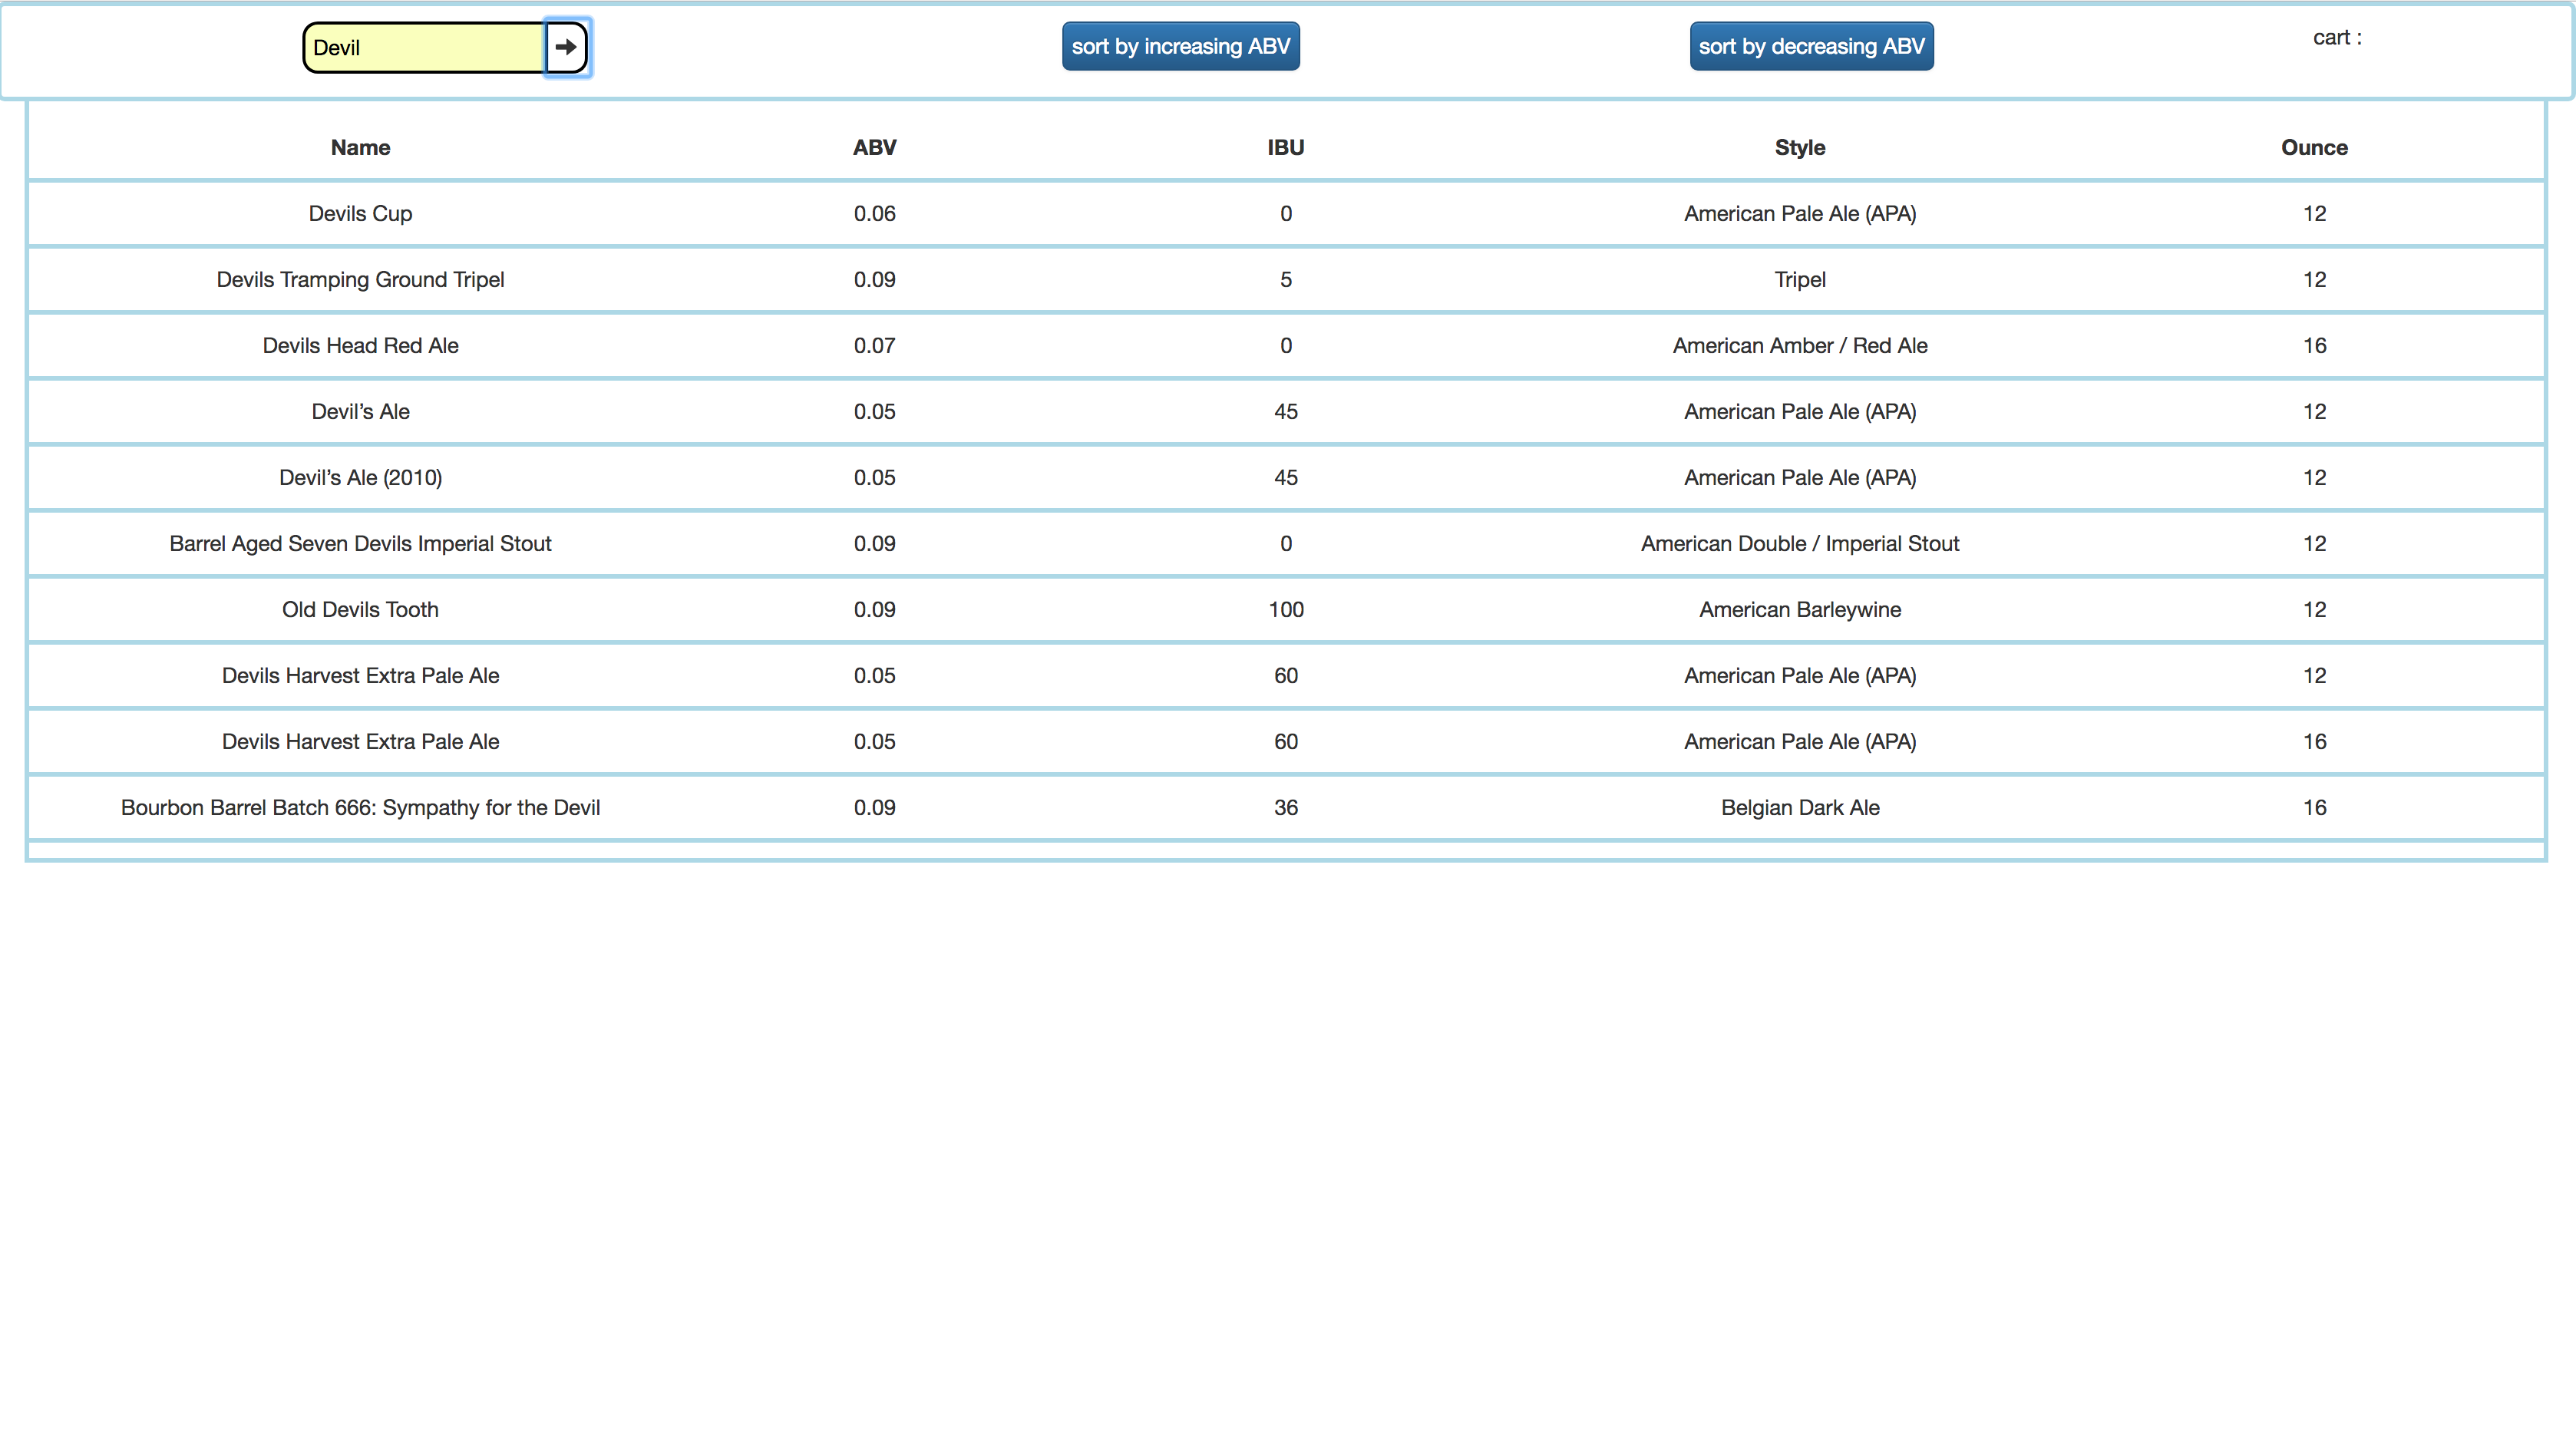 Devil sort by increasing ABV sort by decreasing ABV cart :
Name ABV IBU Style Ounce
Devils Cup 0.06 0 American Pale Ale (APA) 12
Devils Tramping Ground Tripel 0.09 5 Tripel 12
Devils Head Red Ale 0.07 0 American Amber / Red Ale 16
Devil’s Ale 0.05 45 American Pale Ale (APA) 12
Devil’s Ale (2010) 0.05 45 American Pale Ale (APA) 12
Barrel Aged Seven Devils Imperial Stout 0.09 0 American Double / Imperial Stout 12
Old Devils Tooth 0.09 100 American Barleywine 12
Devils Harvest Extra Pale Ale 0.05 60 American Pale Ale (APA) 12
Devils Harvest Extra Pale Ale 0.05 60 American Pale Ale (APA) 16
Bourbon Barrel Batch 666: Sympathy for the Devil 0.09 36 Belgian Dark Ale 16